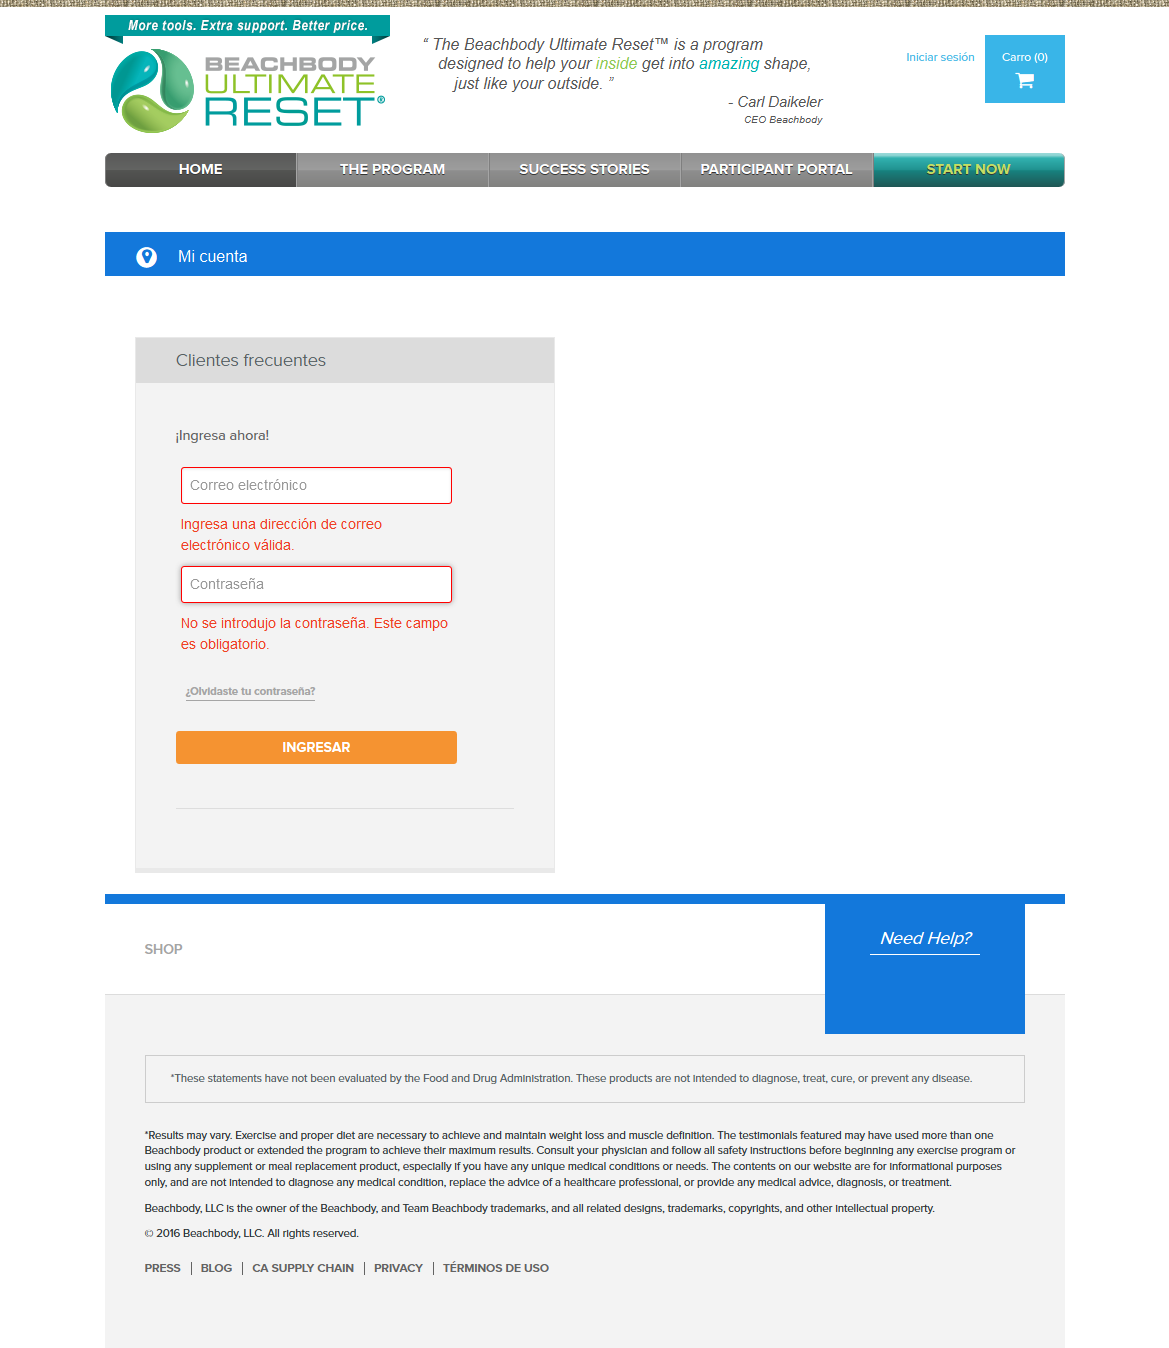 More tools. Extra support. Better price.
BEACHBODY
ULTIMATE
RESET®
“ The Beachbody Ultimate Reset™ is a program
designed to help your inside get into amazing shape,
just like your outside. ”
- Carl Daikeler
CEO Beachbody
Iniciar sesión
Carro (0)
HOME
THE PROGRAM
SUCCESS STORIES
PARTICIPANT PORTAL
START NOW
Mi cuenta
Clientes frecuentes
¡Ingresa ahora!
Correo electrónico
Ingresa una dirección de correo
electrónico válida.
Contraseña
No se introdujo la contraseña. Este campo
es obligatorio.
¿Olvidaste tu contraseña?
INGRESAR
SHOP
Need Help?
*These statements have not been evaluated by the Food and Drug Administration. These products are not intended to diagnose, treat, cure, or prevent any disease.
*Results may vary. Exercise and proper diet are necessary to achieve and maintain weight loss and muscle definition. The testimonials featured may have used more than one
Beachbody product or extended the program to achieve their maximum results. Consult your physician and follow all safety instructions before beginning any exercise program or
using any supplement or meal replacement product, especially if you have any unique medical conditions or needs. The contents on our website are for informational purposes
only, and are not intended to diagnose any medical condition, replace the advice of a healthcare professional, or provide any medical advice, diagnosis, or treatment.
Beachbody, LLC is the owner of the Beachbody, and Team Beachbody trademarks, and all related designs, trademarks, copyrights, and other intellectual property.
© 2016 Beachbody, LLC. All rights reserved.
PRESS | BLOG | CA SUPPLY CHAIN | PRIVACY | TÉRMINOS DE USO